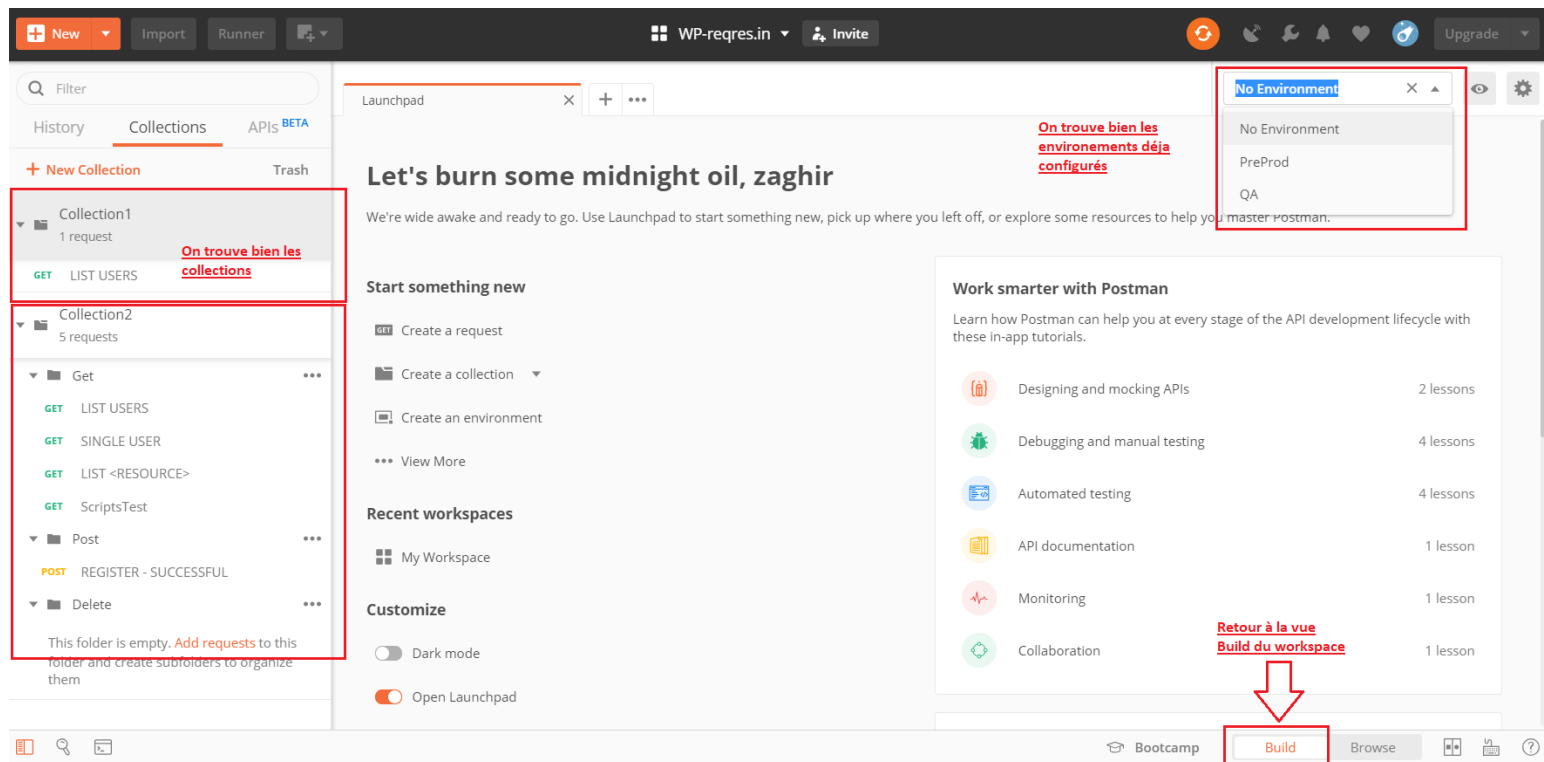 New
Import
Runner
WP-reqres.in
Invite
Upgrade
Filter
History
Collections
APIs BETA
+ New Collection
Trash
Collection1
1 request
On trouve bien les
collections
GET LIST USERS
Collection2
5 requests
Get
GET LIST USERS
GET SINGLE USER
GET LIST <RESOURCE>
GET ScriptsTest
Post
POST REGISTER - SUCCESSFUL
Delete
This folder is empty. Add requests to this
folder and create subfolders to organize
them
Launchpad
No Environment
No Environment
PreProd
QA
On trouve bien les
environements déja
configurés
Let's burn some midnight oil, zaghir
We're wide awake and ready to go. Use Launchpad to start something new, pick up where you left off, or explore some resources to help you master Postman.
Start something new
GET Create a request
Create a collection
Create an environment
View More
Recent workspaces
My Workspace
Customize
Dark mode
Open Launchpad
Work smarter with Postman
Learn how Postman can help you at every stage of the API development lifecycle with
these in-app tutorials.
Designing and mocking APIs 2 lessons
Debugging and manual testing 4 lessons
Automated testing 4 lessons
API documentation 1 lesson
Monitoring 1 lesson
Collaboration 1 lesson
Retour à la vue
Build du workspace
Bootcamp
Build
Browse